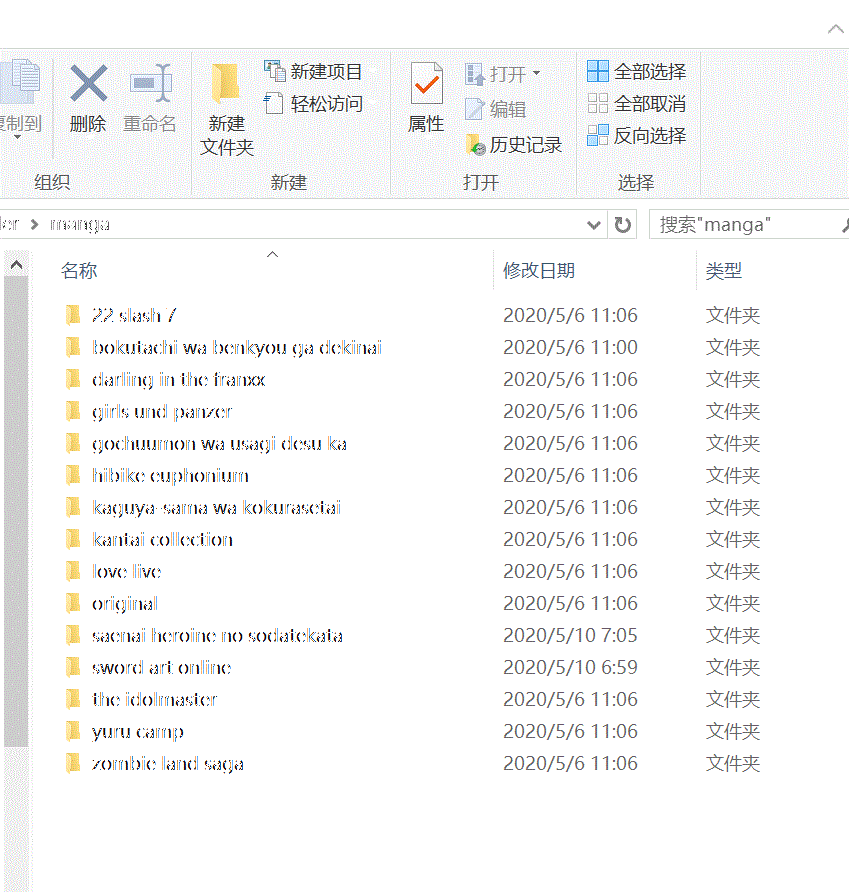 新建项目
全部选择
打开
轻松访问
全部取消
删除
重命名
新建
文件夹
属性
编辑
历史记录
反向选择
组织
新建
打开
选择
manga
搜索"manga"
名称 修改日期 类型
22 slash 7 2020/5/6 11:06 文件夹
bokutachi wa benkyou ga dekinai 2020/5/6 11:00 文件夹
darling in the franxx 2020/5/6 11:06 文件夹
girls und panzer 2020/5/6 11:06 文件夹
gochuumon wa usagi desu ka 2020/5/6 11:06 文件夹
hibike euphonium 2020/5/6 11:06 文件夹
kaguya-sama wa kokurasetai 2020/5/6 11:06 文件夹
kantai collection 2020/5/6 11:06 文件夹
love live 2020/5/6 11:06 文件夹
original 2020/5/6 11:06 文件夹
saenai heroine no sodatekata 2020/5/10 7:05 文件夹
sword art online 2020/5/10 6:59 文件夹
the idolmaster 2020/5/6 11:06 文件夹
yuru camp 2020/5/6 11:06 文件夹
zombie land saga 2020/5/6 11:06 文件夹